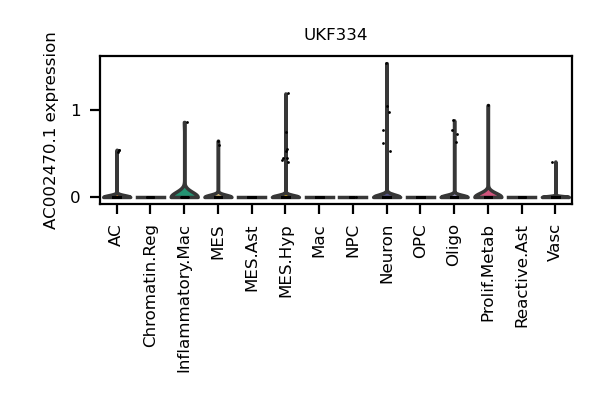 UKF334
AC002470.1 expression
1
0
AC
Chromatin.Reg
Inflammatory.Mac
MES
MES.Ast
MES.Hyp
Mac
NPC
Neuron
OPC
Oligo
Prolif.Metab
Reactive.Ast
Vasc